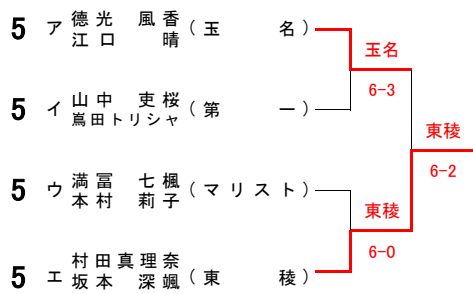 5 ア 徳光 風香 (玉名)
江口 晴
玉名
6-3
5 イ 山中 吏桜 (第一)
嶌田トリシャ
東稜
6-2
5 ウ 満冨 七楓 (マリスト)
本村 莉子
東稜
6-0
5 エ 村田真理奈 (東稜)
坂本 深颯